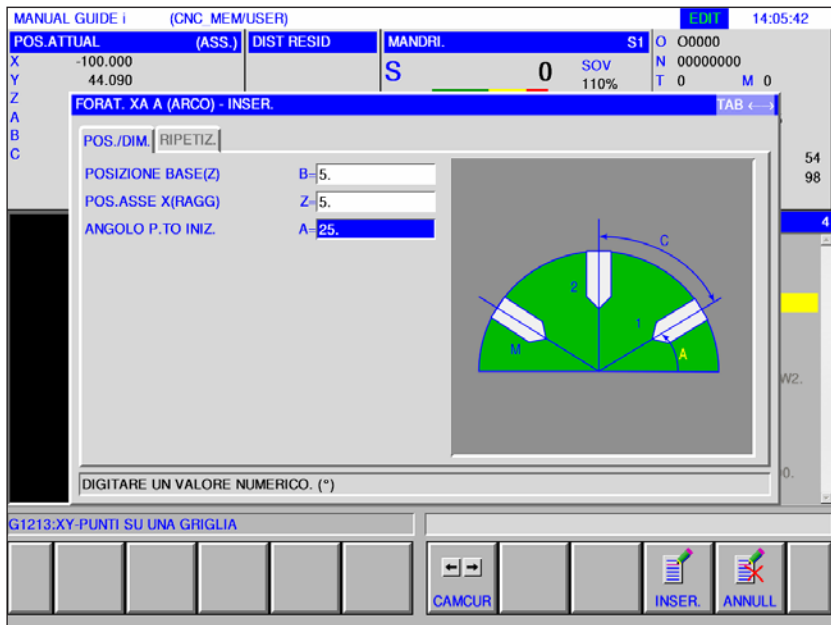 MANUAL GUIDE i (CNC_MEM/USER) EDIT 14:05:42
POS.ATTUAL (ASS.) DIST RESID MANDRI. S1 O O0000
X -100.000 S 0 SOV N 00000000
Y 44.090 110% T 0 M 0
Z FORAT. XA A (ARCO) - INSER. TAB ←→
A
B POS./DIM. RIPETIZ.
C 54
98
POSIZIONE BASE(Z) B= 5.
POS.ASSE X(RAGG) Z= 5.
ANGOLO P.TO INIZ. A= 25.
4
C
2
1
M
A
W2.
0.
DIGITARE UN VALORE NUMERICO. (°)
G1213:XY-PUNTI SU UNA GRIGLIA
CAMCUR INSER. ANNULL